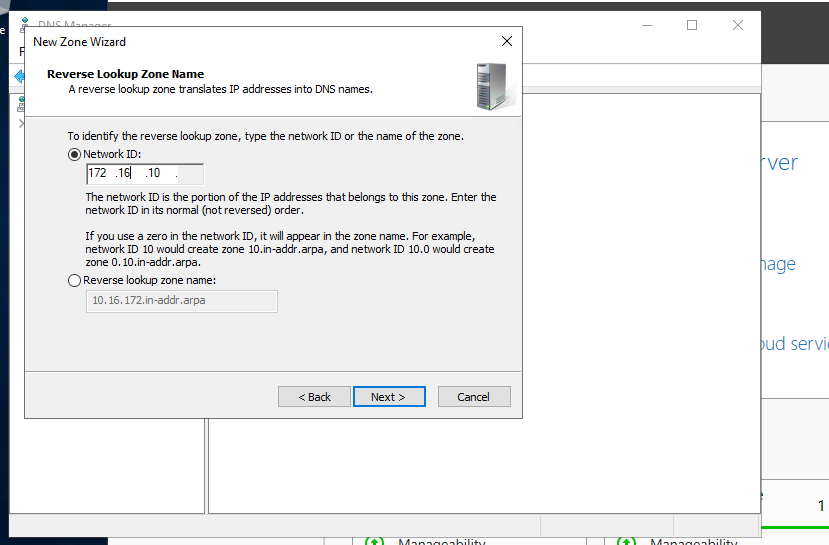 DNS Manager
New Zone Wizard
Reverse Lookup Zone Name
A reverse lookup zone translates IP addresses into DNS names.
To identify the reverse lookup zone, type the network ID or the name of the zone.
Network ID:
172 .16 .10 .
The network ID is the portion of the IP addresses that belongs to this zone. Enter the
network ID in its normal (not reversed) order.
If you use a zero in the network ID, it will appear in the zone name. For example,
network ID 10 would create zone 10.in-addr.arpa, and network ID 10.0 would create
zone 0.10.in-addr.arpa.
Reverse lookup zone name:
10.16.172.in-addr.arpa
< Back
Next >
Cancel
rver
nage
oud servi
1
Manageability
Manageability